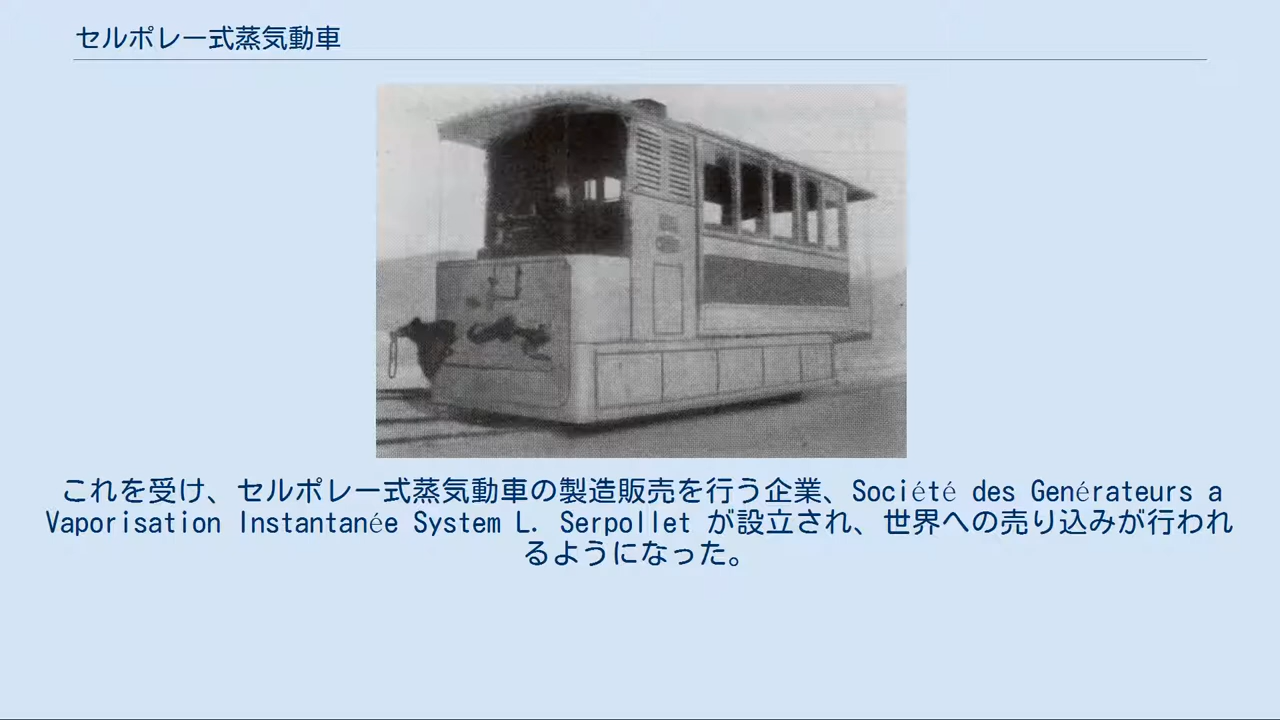 セルポレー式蒸気動車
これを受け、セルポレー式蒸気動車の製造販売を行う企業、Société des Genérateurs a
Vaporisation Instantanée System L. Serpollet が設立され、世界への売り込みが行われ
るようになった。